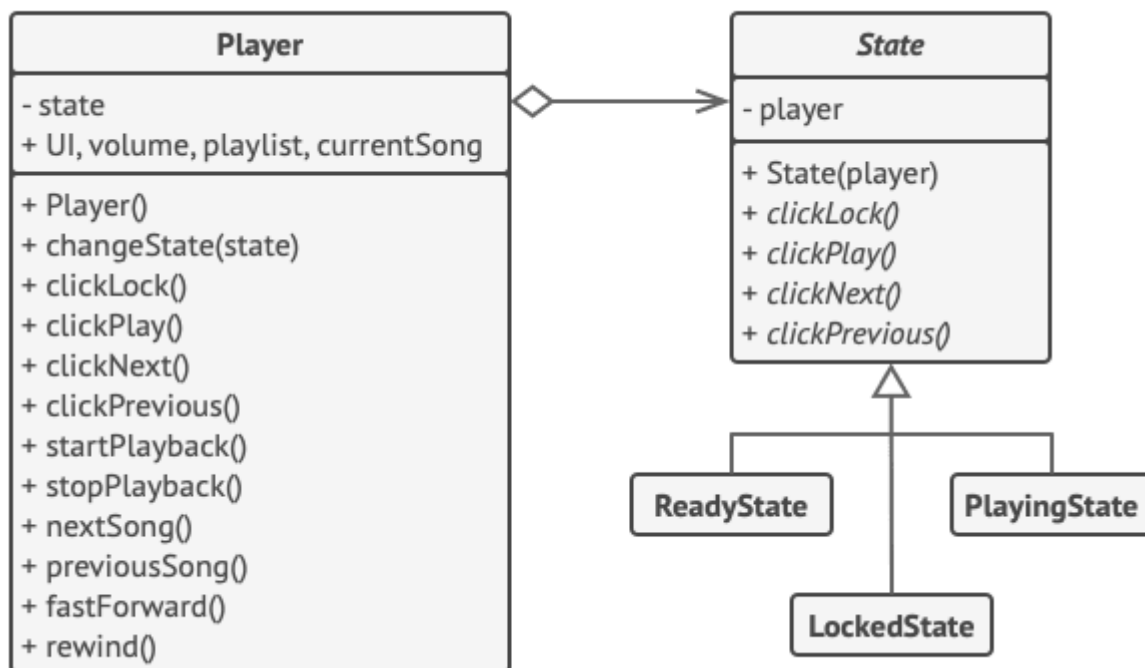 Player
- state
+ UI, volume, playlist, currentSong
+ Player()
+ changeState(state)
+ clickLock()
+ clickPlay()
+ clickNext()
+ clickPrevious()
+ startPlayback()
+ stopPlayback()
+ nextSong()
+ previousSong()
+ fastForward()
+ rewind()
State
- player
+ State(player)
+ clickLock()
+ clickPlay()
+ clickNext()
+ clickPrevious()
ReadyState
PlayingState
LockedState